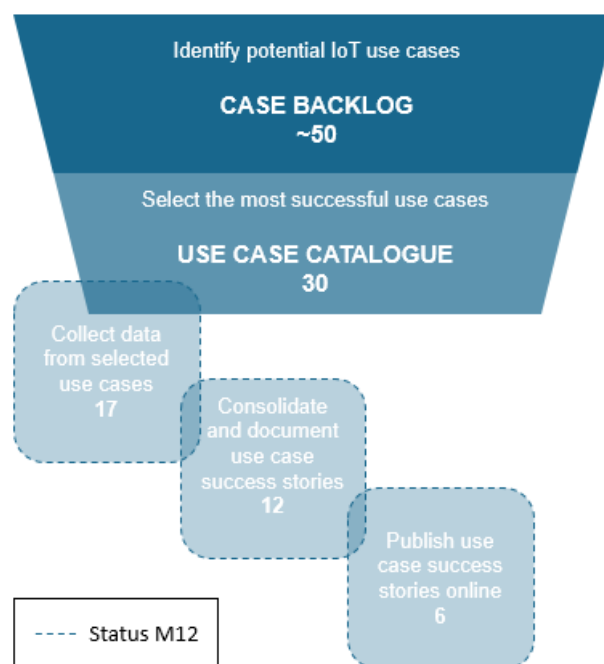 Identify potential IoT use cases
CASE BACKLOG
~50
Select the most successful use cases
USE CASE CATALOGUE
30
Collect data
from selected
use cases
17
Consolidate
and document
use case
success stories
12
Publish use
case success
stories online
6
Status M12